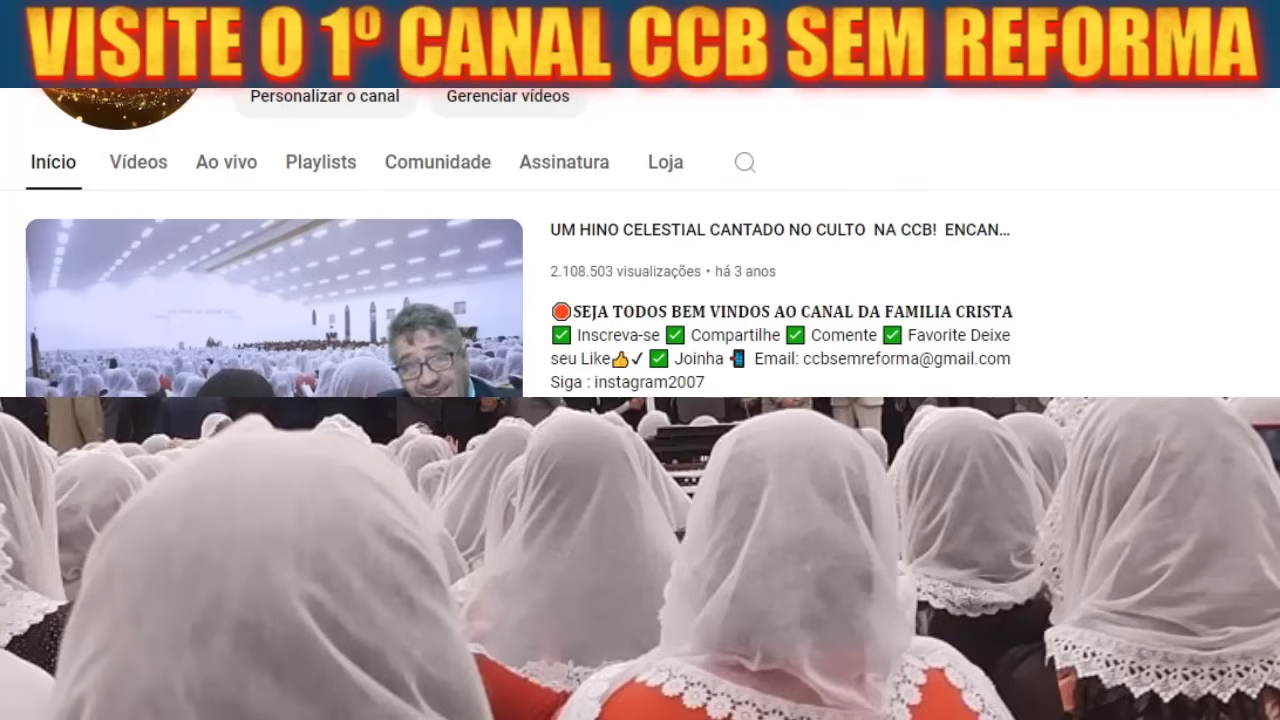 VISITE O 1º CANAL CCB SEM REFORMA
Personalizar o canal Gerenciar vídeos
Início Vídeos Ao vivo Playlists Comunidade Assinatura Loja
UM HINO CELESTIAL CANTADO NO CULTO NA CCB! ENCAN...
2.108.503 visualizações • há 3 anos
🛑SEJA TODOS BEM VINDOS AO CANAL DA FAMILIA CRISTA
✅ Inscreva-se ✅ Compartilhe ✅ Comente ✅ Favorite Deixe
seu Like👍✓ ✅ Joinha 📲 Email: ccbsemreforma@gmail.com
Siga : instagram2007